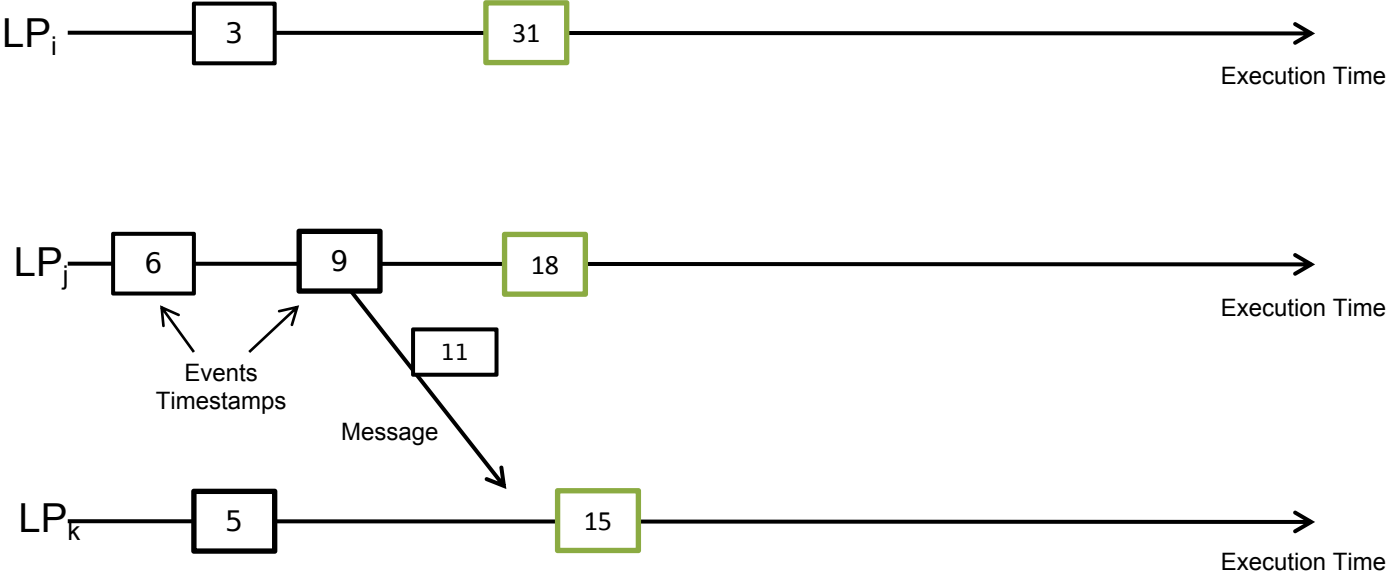 LPi
3
31
Execution Time
LPj
6
9
18
Execution Time
11
Events
Timestamps
Message
LPk
5
15
Execution Time